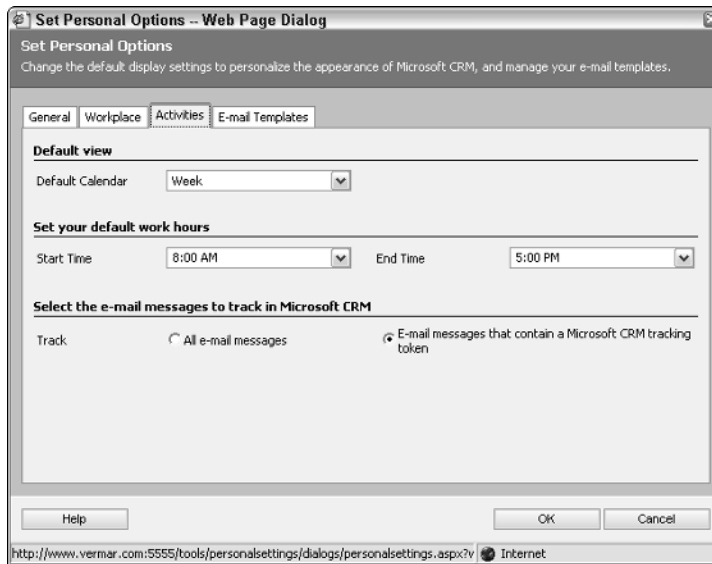 Set Personal Options -- Web Page Dialog
Set Personal Options
Change the default display settings to personalize the appearance of Microsoft CRM, and manage your e-mail templates.
General Workplace Activities E-mail Templates
Default view
Default Calendar Week
Set your default work hours
Start Time 8:00 AM End Time 5:00 PM
Select the e-mail messages to track in Microsoft CRM
Track All e-mail messages E-mail messages that contain a Microsoft CRM tracking
token
Help OK Cancel
http://www.vermar.com:5555/tools/personalsettings/dialogs/personalsettings.aspx?v Internet